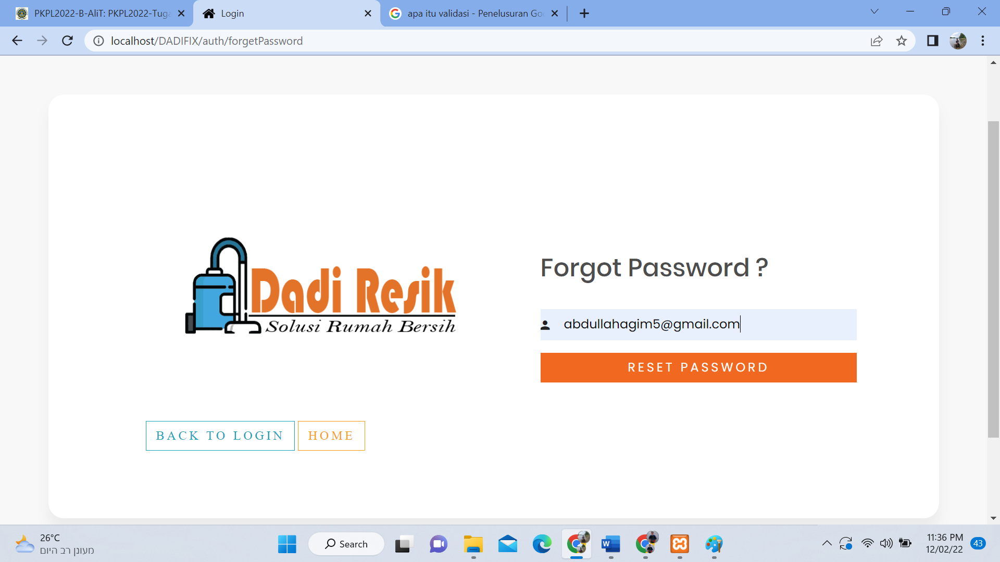 PKPL2022-B-AliT: PKPL2022-Tuga
Login
apa itu validasi - Penelusuran Goo
localhost/DADIFIX/auth/forgetPassword
Dadi Resik
Solusi Rumah Bersih
Forgot Password ?
abdullahagim5@gmail.com
RESET PASSWORD
BACK TO LOGIN
HOME
26°C
מעונן רב היום
Search
11:36 PM
12/02/22
43